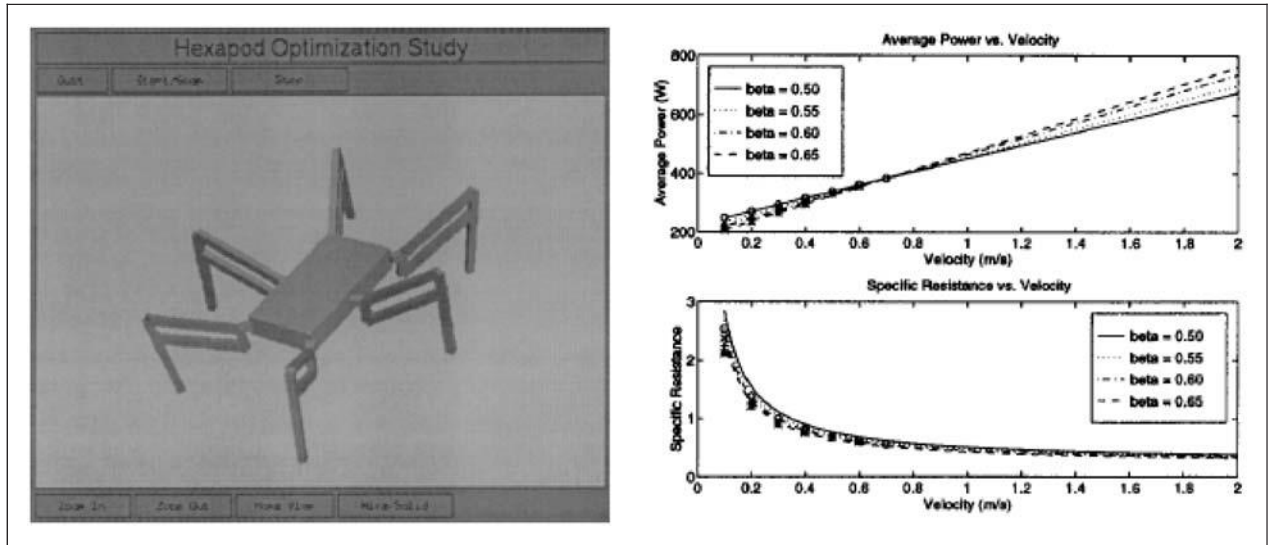 Hexapod Optimization Study
Quit
Stop
Zoom In
Zoom Out
Move View
Wire/Solid
Average Power vs. Velocity
Average Power (W)
800
600
400
200
beta = 0.50
beta = 0.55
beta = 0.60
beta = 0.65
0 0.2 0.4 0.6 0.8 1 1.2 1.4 1.6 1.8 2
Velocity (m/s)
Specific Resistance vs. Velocity
Specific Resistance
3
2
1
0
beta = 0.50
beta = 0.55
beta = 0.60
beta = 0.65
0 0.2 0.4 0.6 0.8 1 1.2 1.4 1.6 1.8 2
Velocity (m/s)